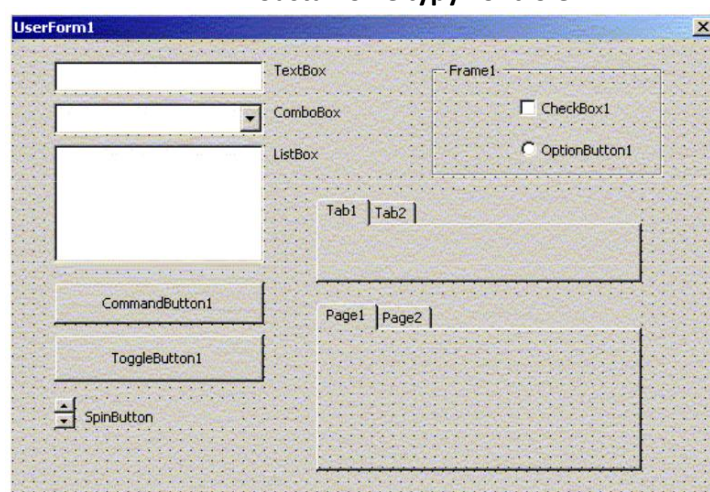 UserForm1
TextBox
ComboBox
ListBox
CommandButton1
ToggleButton1
SpinButton
Frame1
CheckBox1
OptionButton1
Tab1 Tab2
Page1 Page2